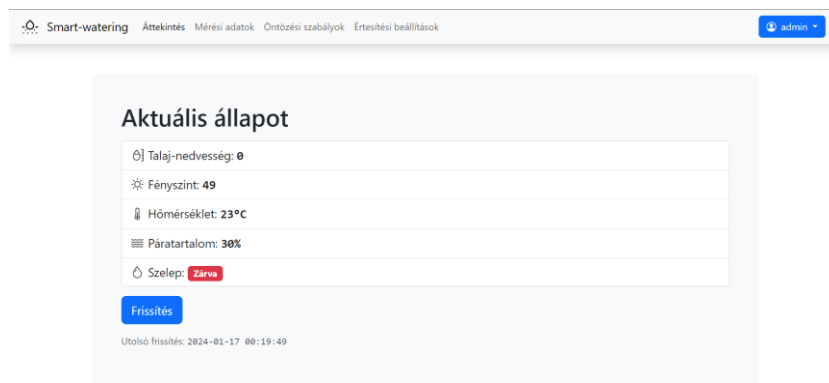 Smart-watering Áttekintés Mérési adatok Öntözési szabályok Értesítési beállítások admin
Aktuális állapot
Talaj-nedvesség: 0
Fényszint: 49
Hőmérséklet: 23°C
Páratartalom: 30%
Szelep: Zárva
Frissítés
Utolsó frissítés: 2024-01-17 00:19:49